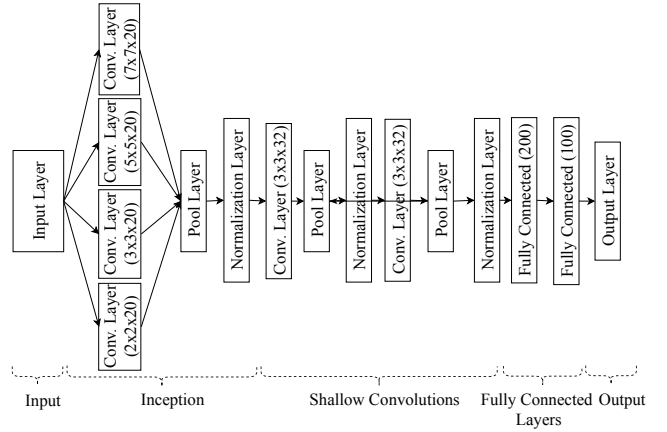 Input Layer
Conv. Layer
(7x7x20)
Conv. Layer
(5x5x20)
Conv. Layer
(3x3x20)
Conv. Layer
(2x2x20)
Pool Layer
Normalization Layer
Conv. Layer (3x3x32)
Pool Layer
Normalization Layer
Conv. Layer (3x3x32)
Pool Layer
Normalization Layer
Fully Connected (200)
Fully Connected (100)
Output Layer
Input
Inception
Shallow Convolutions
Fully Connected
Layers
Output